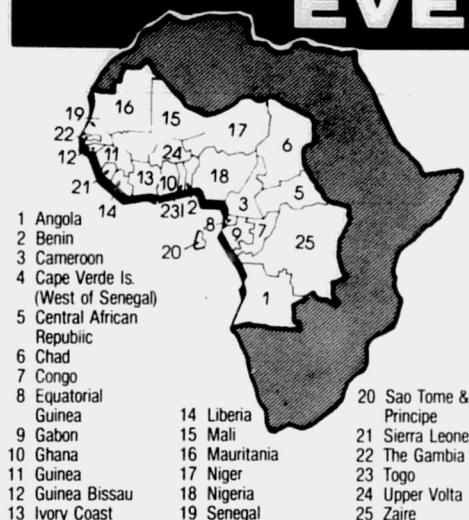 EVE
16
15
17
6
19
22
12
11
24
18
5
21
13
10
3
14
23
2
8
9
7
25
20
1
1 Angola
2 Benin
3 Cameroon
4 Cape Verde Is.
(West of Senegal)
5 Central African
Republic
6 Chad
7 Congo
8 Equatorial
Guinea
9 Gabon
10 Ghana
11 Guinea
12 Guinea Bissau
13 Ivory Coast
14 Liberia
15 Mali
16 Mauritania
17 Niger
18 Nigeria
19 Senegal
20 Sao Tome &
Principe
21 Sierra Leone
22 The Gambia
23 Togo
24 Upper Volta
25 Zaire